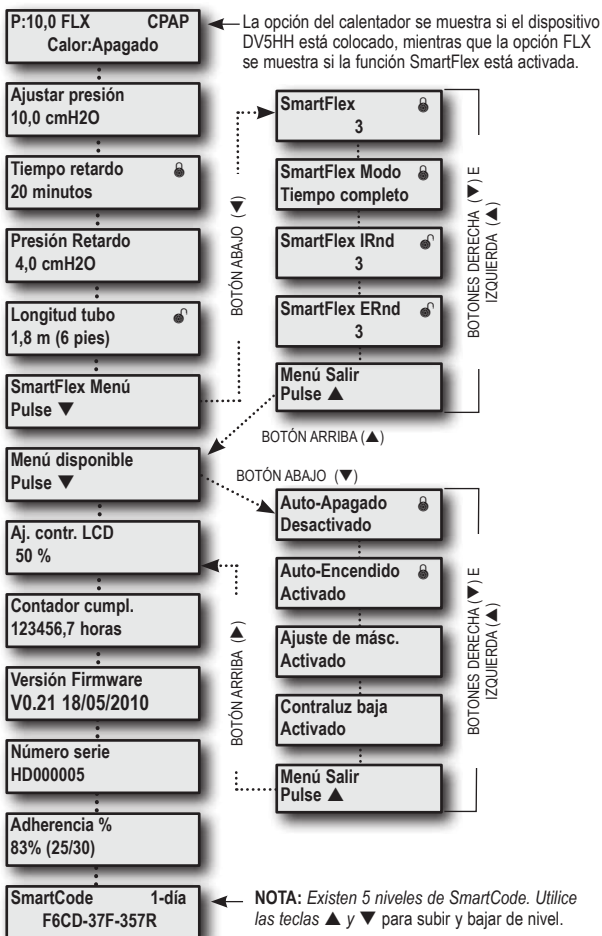 P:10,0 FLX CPAP
Calor:Apagado
La opción del calentador se muestra si el dispositivo
DV5HH está colocado, mientras que la opción FLX
se muestra si la función SmartFlex está activada.
Ajustar presión
10,0 cmH2O
Tiempo retardo
20 minutos
Presión Retardo
4,0 cmH2O
Longitud tubo
1,8 m (6 pies)
SmartFlex Menú
Pulse ▼
BOTÓN ABAJO (▼)
SmartFlex
3
SmartFlex Modo
Tiempo completo
SmartFlex IRnd
3
SmartFlex ERnd
3
Menú Salir
Pulse ▲
BOTONES DERECHA (▼) E
IZQUIERDA (▲)
BOTÓN ARRIBA (▲)
Menú disponible
Pulse ▼
BOTÓN ABAJO (▼)
Aj. contr. LCD
50 %
Contador cumpl.
123456,7 horas
Versión Firmware
V0.21 18/05/2010
Número serie
HD000005
Adherencia %
83% (25/30)
BOTÓN ARRIBA (▲)
Auto-Apagado
Desactivado
Auto-Encendido
Activado
Ajuste de másc.
Activado
Contraluz baja
Activado
Menú Salir
Pulse ▲
BOTONES DERECHA (▼) E
IZQUIERDA (▲)
SmartCode 1-día
F6CD-37F-357R
NOTA: Existen 5 niveles de SmartCode. Utilice
las teclas ▲ y ▼ para subir y bajar de nivel.